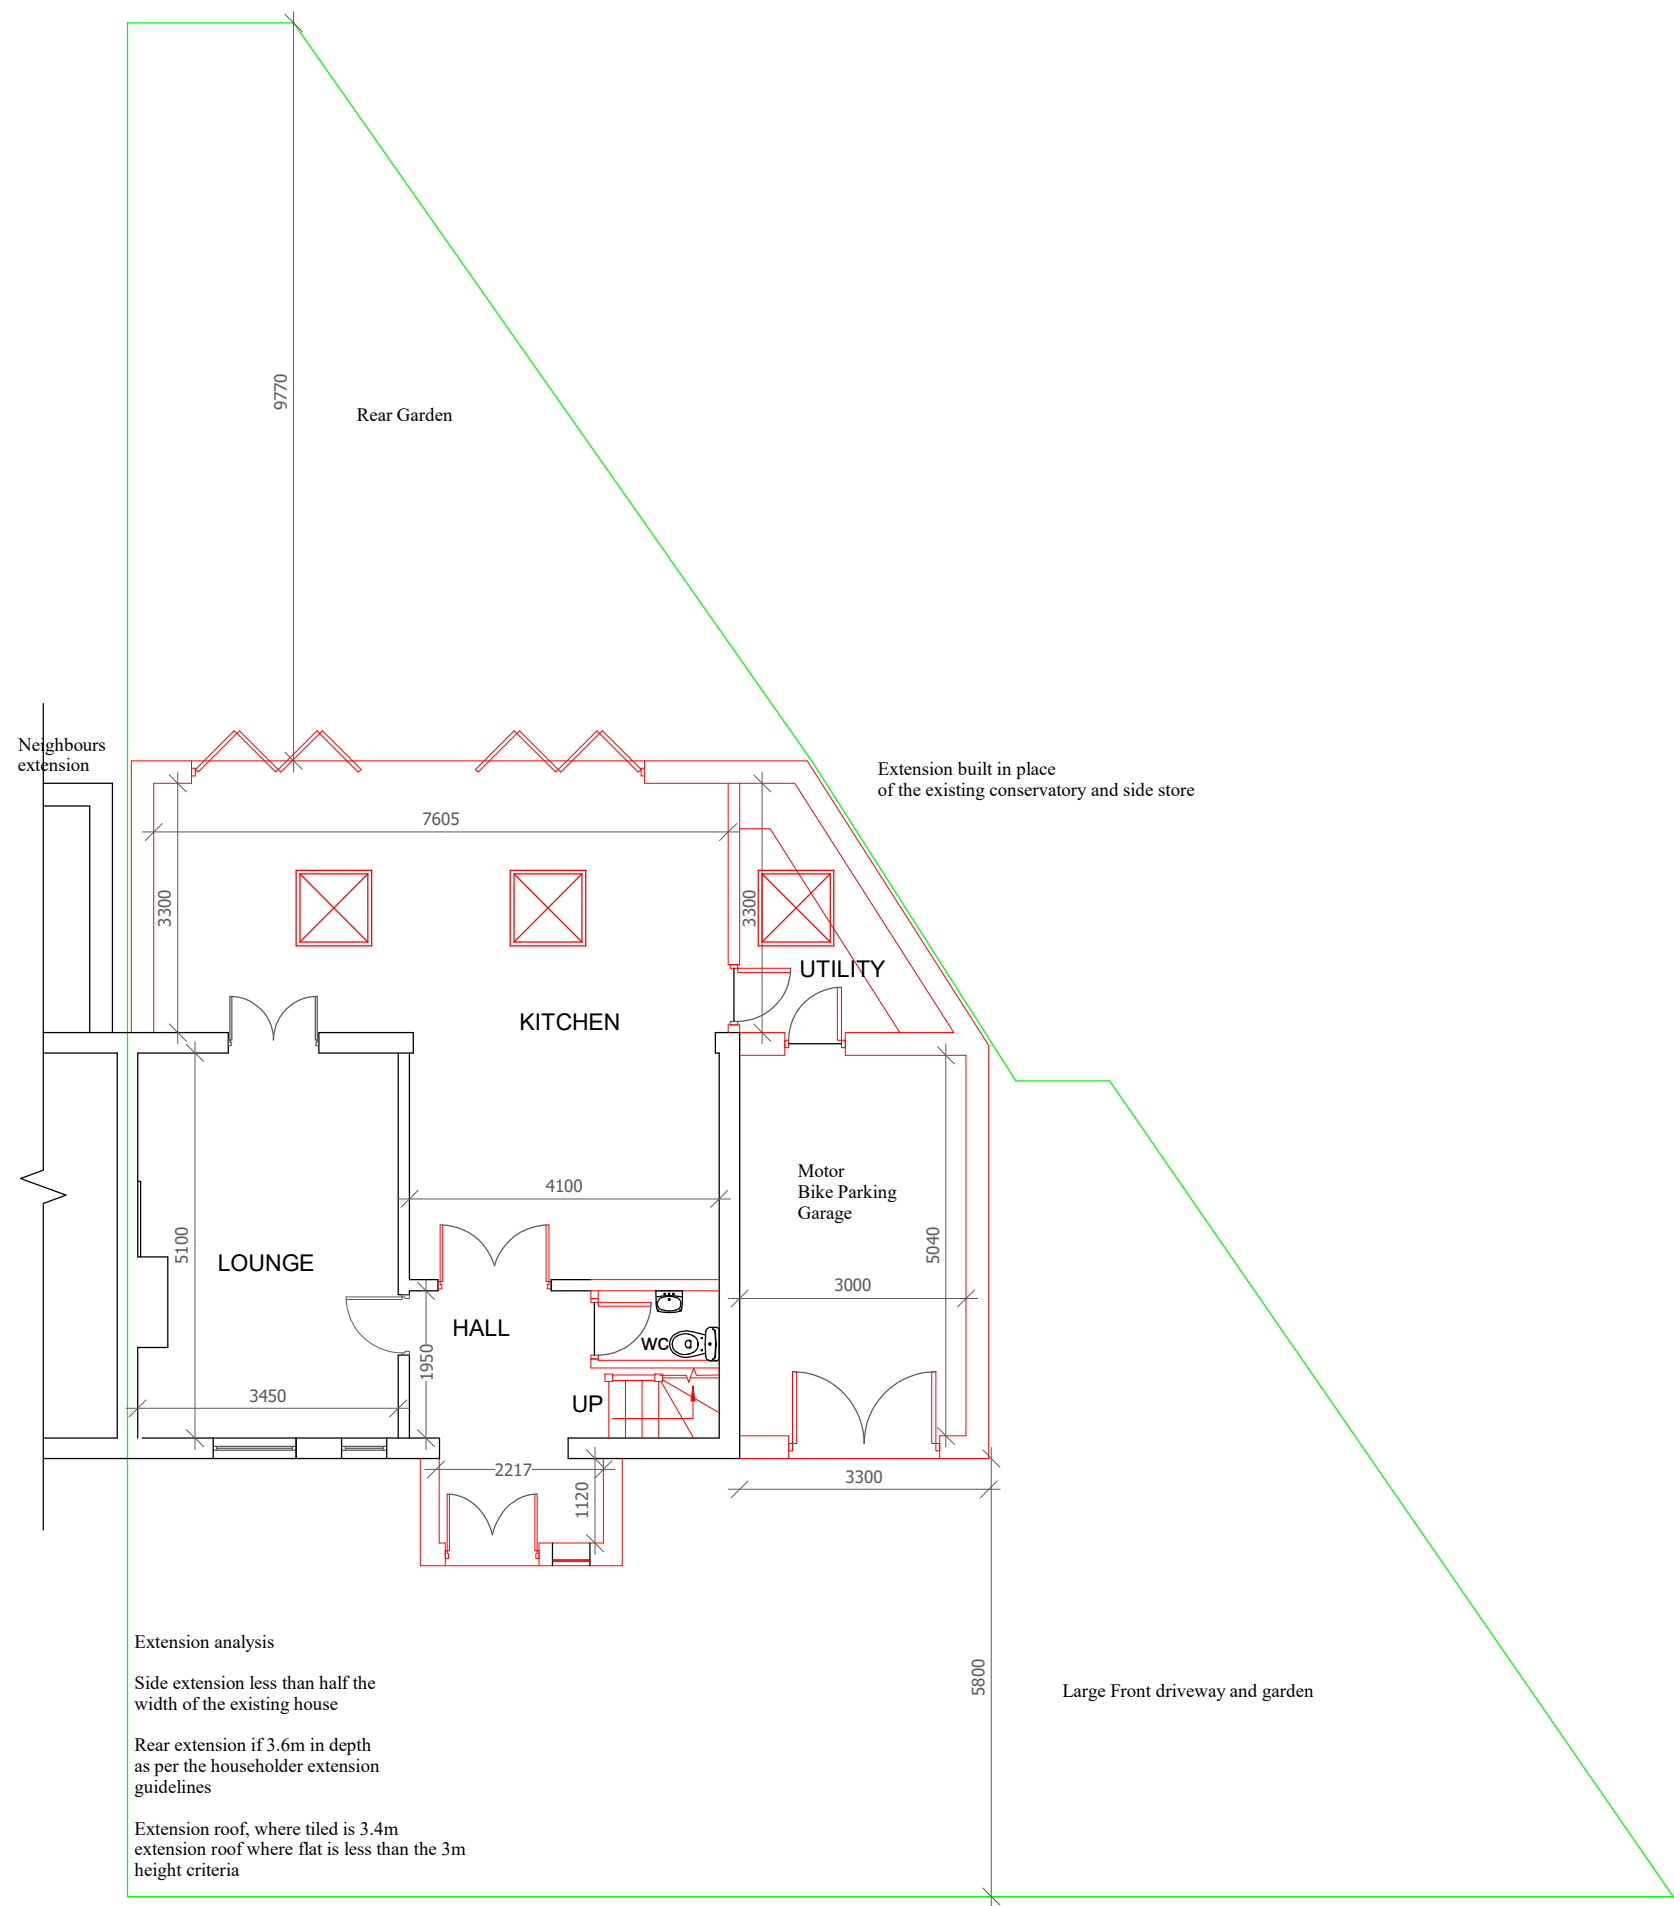 9770
Rear Garden
Neighbours
extension
Extension built in place
of the existing conservatory and side store
7605
3300
3300
UTILITY
KITCHEN
4100
Motor
Bike Parking
Garage
5100
5040
LOUNGE
3000
HALL
WC
1950
3450
UP
2217
3300
1120
Extension analysis
Side extension less than half the
width of the existing house
5800
Large Front driveway and garden
Rear extension if 3.6m in depth
as per the householder extension
guidelines
Extension roof, where tiled is 3.4m
extension roof where flat is less than the 3m
height criteria